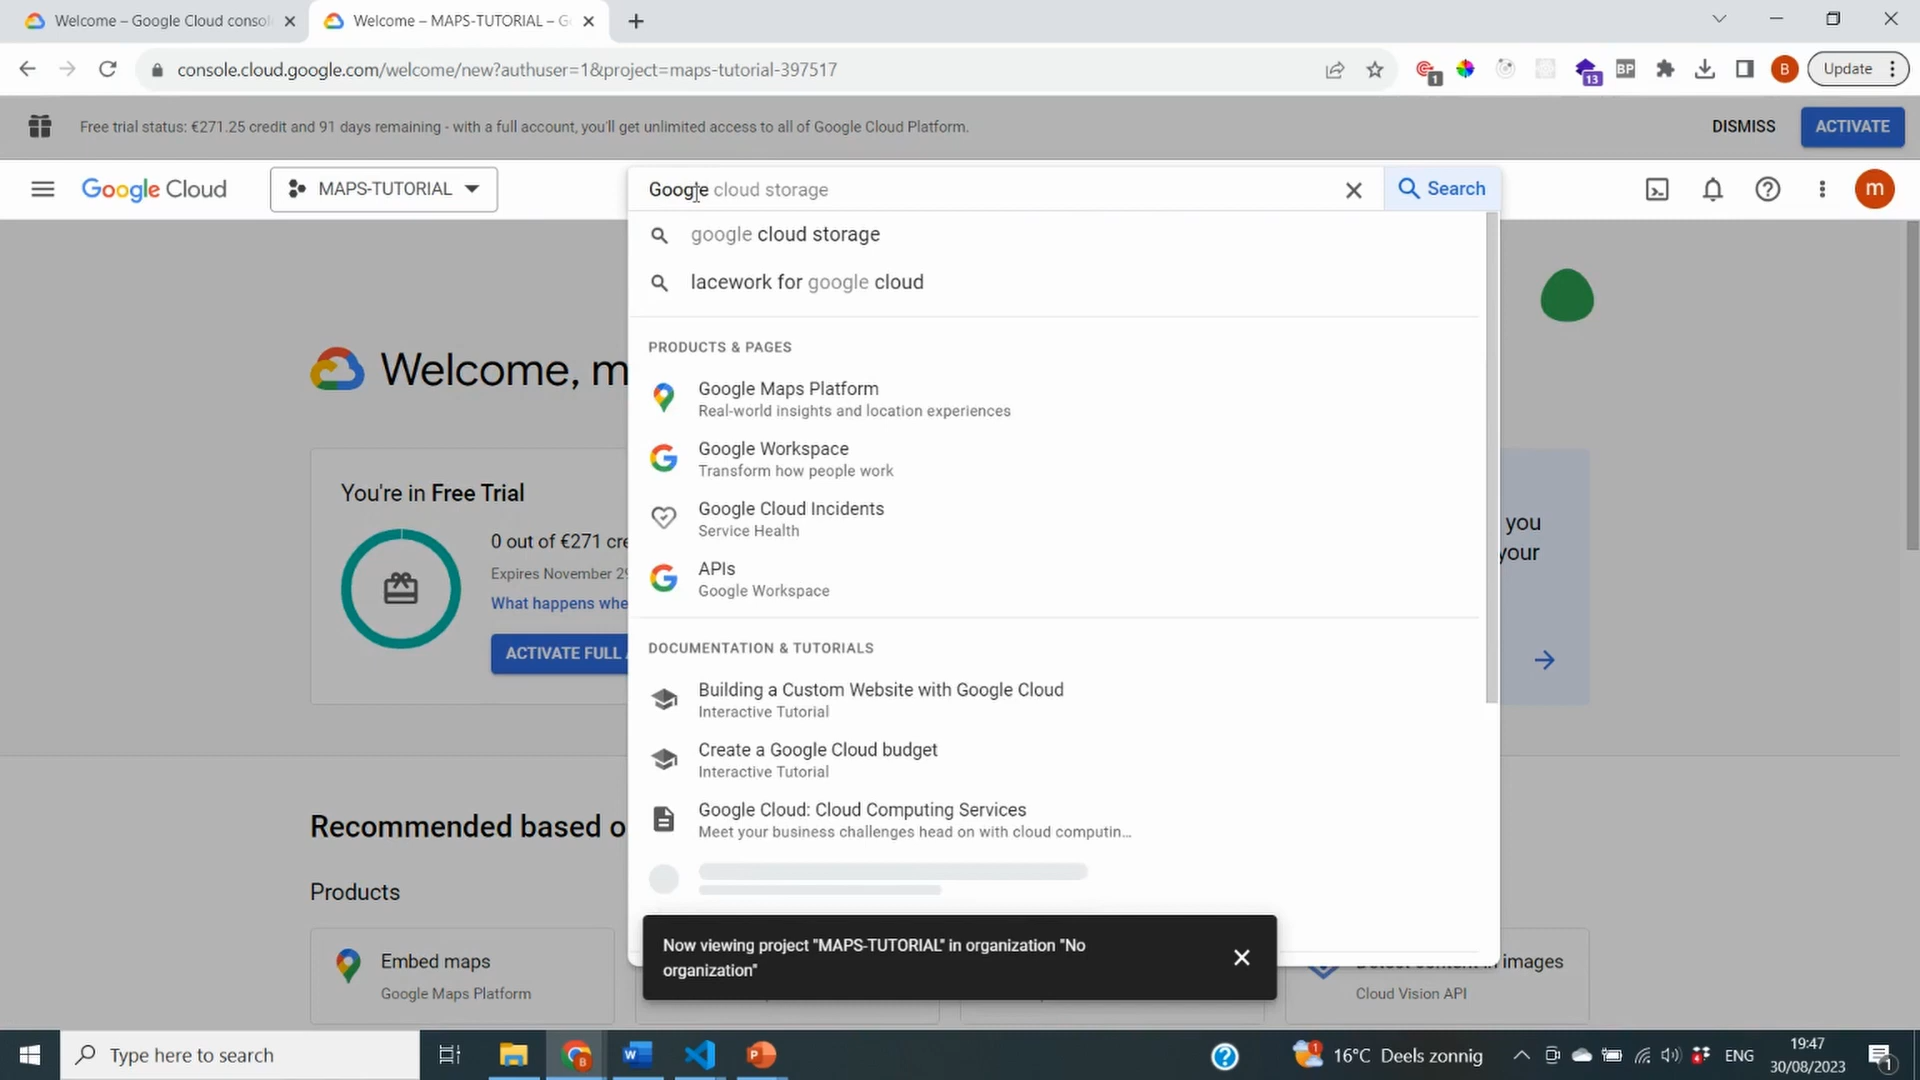 Welcome – Google Cloud consol
Welcome – MAPS-TUTORIAL – G
console.cloud.google.com/welcome/new?authuser=1&project=maps-tutorial-397517
1
13
BP
B
Update
Free trial status: €271.25 credit and 91 days remaining - with a full account, you'll get unlimited access to all of Google Cloud Platform.
DISMISS
ACTIVATE
Google Cloud
MAPS-TUTORIAL
Google cloud storage
Search
m
google cloud storage
lacework for google cloud
PRODUCTS & PAGES
Google Maps Platform
Real-world insights and location experiences
Google Workspace
Transform how people work
Google Cloud Incidents
Service Health
APIs
Google Workspace
DOCUMENTATION & TUTORIALS
Building a Custom Website with Google Cloud
Interactive Tutorial
Create a Google Cloud budget
Interactive Tutorial
Google Cloud: Cloud Computing Services
Meet your business challenges head on with cloud computin...
Welcome, m
You're in Free Trial
0 out of €271 cre
Expires November 29
What happens whe
ACTIVATE FULL
you
your
Recommended based o
Products
Embed maps
Google Maps Platform
Now viewing project "MAPS-TUTORIAL" in organization "No
organization"
images
Cloud Vision API
Type here to search
B
16°C Deels zonnig
ENG
19:47
30/08/2023
1